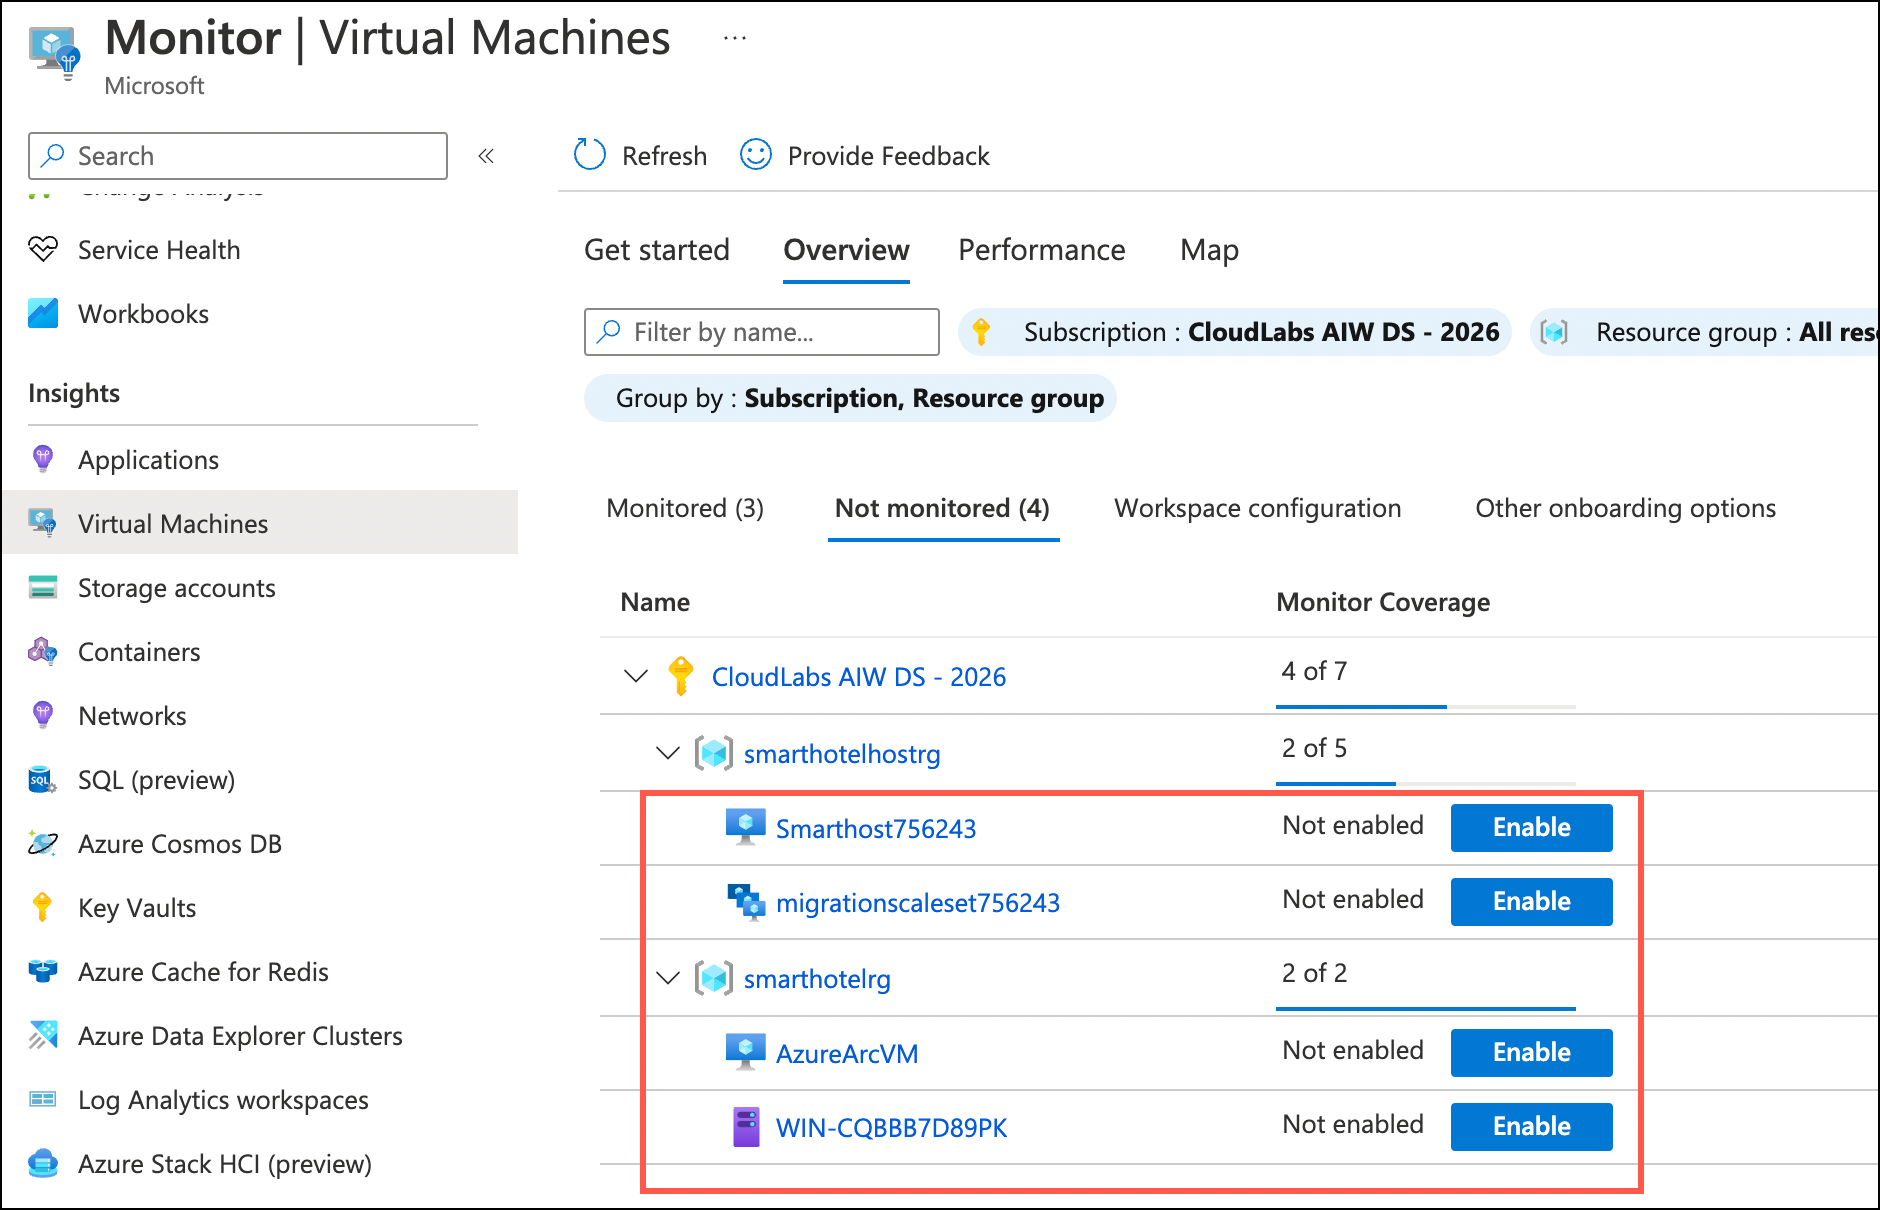 Monitor | Virtual Machines ...
Microsoft
Search
«
Refresh
Provide Feedback
Change Analysis
Service Health
Workbooks
Insights
Applications
Virtual Machines
Storage accounts
Containers
Networks
SQL (preview)
Azure Cosmos DB
Key Vaults
Azure Cache for Redis
Azure Data Explorer Clusters
Log Analytics workspaces
Azure Stack HCI (preview)
Get started Overview Performance Map
Filter by name...
Subscription : CloudLabs AIW DS - 2026
Resource group : All res
Group by : Subscription, Resource group
Monitored (3) Not monitored (4) Workspace configuration Other onboarding options
Name Monitor Coverage
CloudLabs AIW DS - 2026 4 of 7
smarthotelhostrg 2 of 5
Smarthost756243 Not enabled Enable
migrationscaleset756243 Not enabled Enable
smarthotelrg 2 of 2
AzureArcVM Not enabled Enable
WIN-CQBBB7D89PK Not enabled Enable